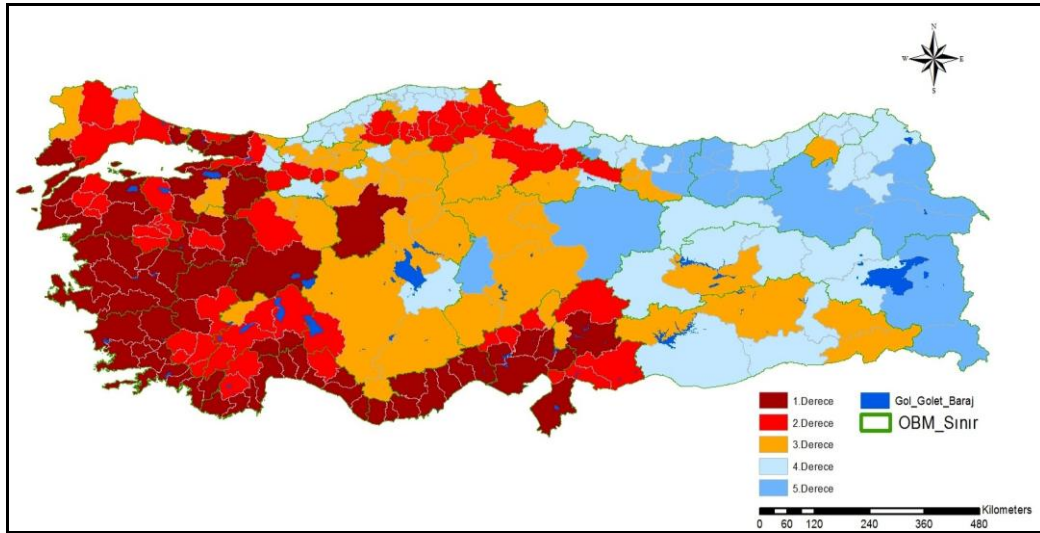 N
W E
S
1.Derece
2.Derece
3.Derece
4.Derece
5.Derece
Gol_Golet_Baraj
OBM_Sınır
Kilometers
0 60 120 240 360 480